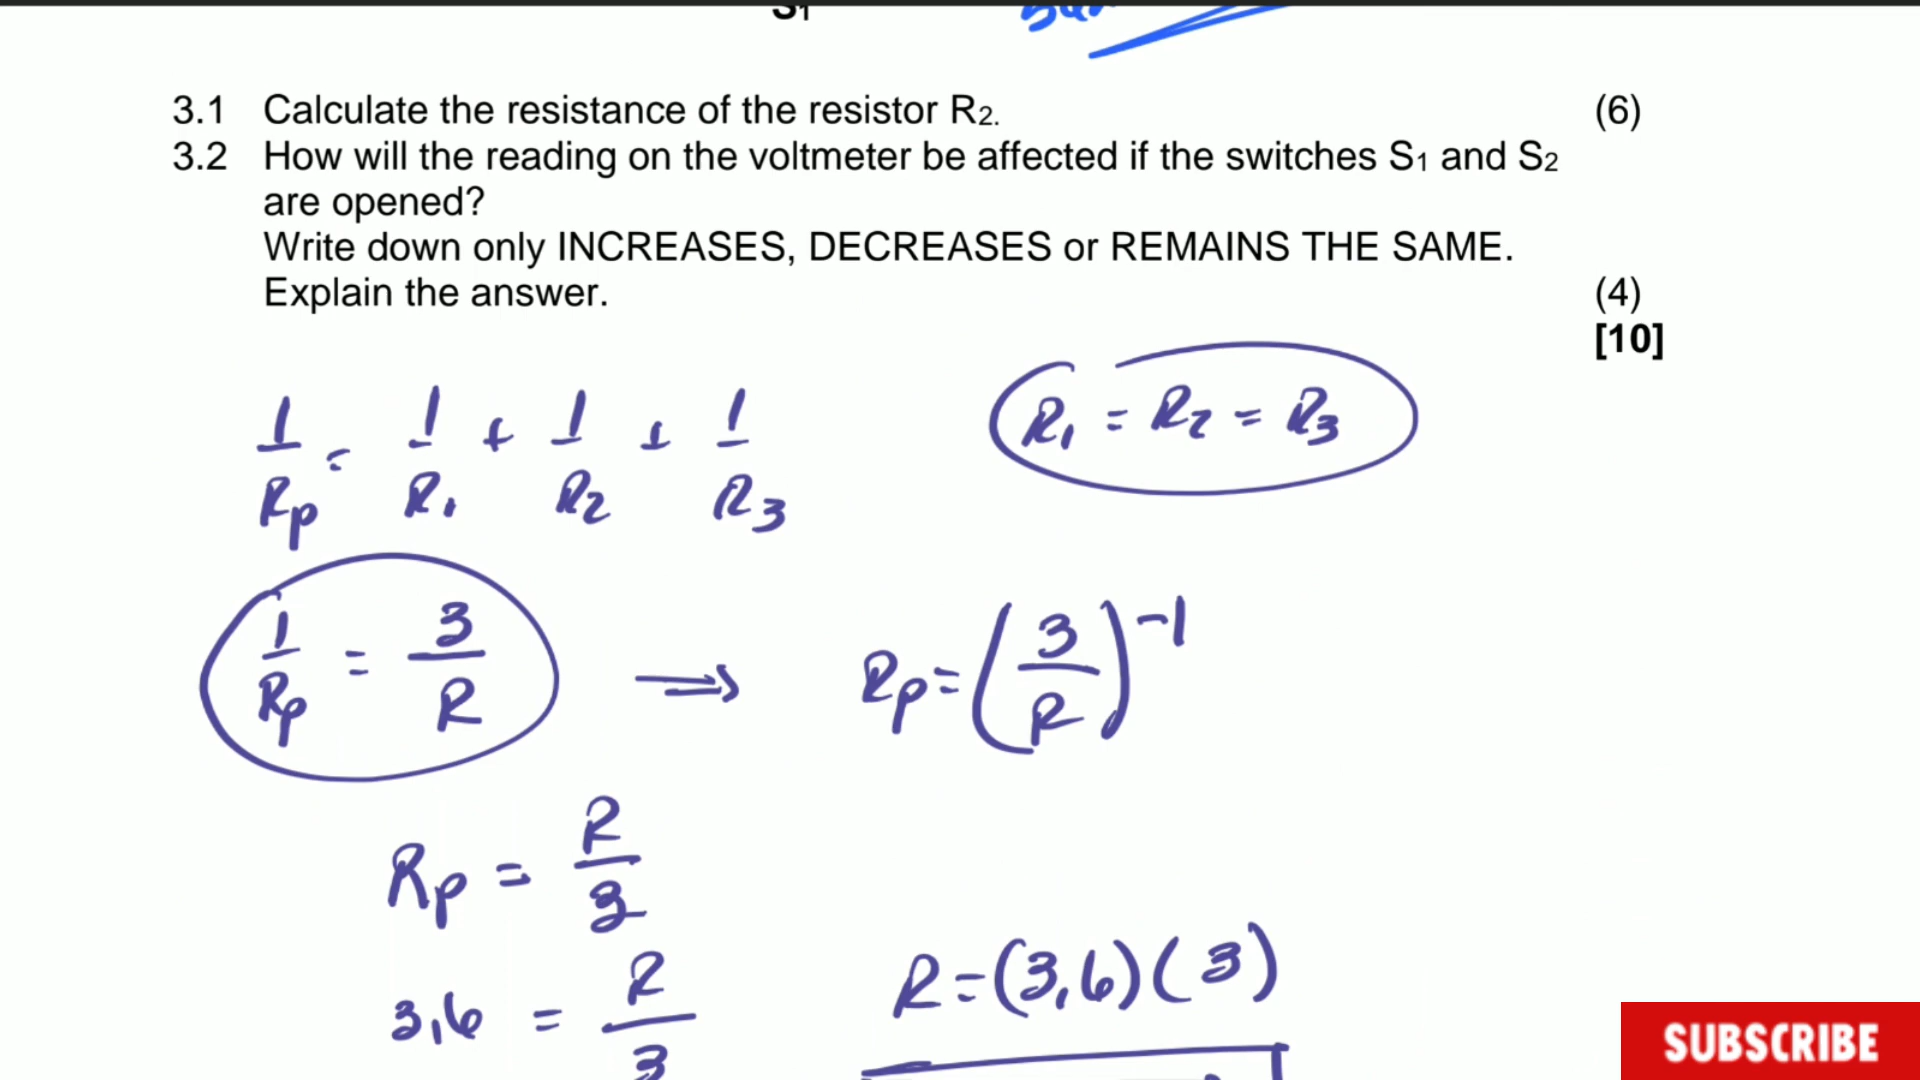 S1
3.1 Calculate the resistance of the resistor R2. (6)
3.2 How will the reading on the voltmeter be affected if the switches S1 and S2
are opened?
Write down only INCREASES, DECREASES or REMAINS THE SAME.
Explain the answer. (4)
[10]
1/Rp = 1/R1 + 1/R2 + 1/R3
R1 = R2 = R3
1/Rp = 3/R ⇒ Rp = (3/R)^-1
Rp = R/3
3,6 = R/3
R = (3,6)(3)
SUBSCRIBE